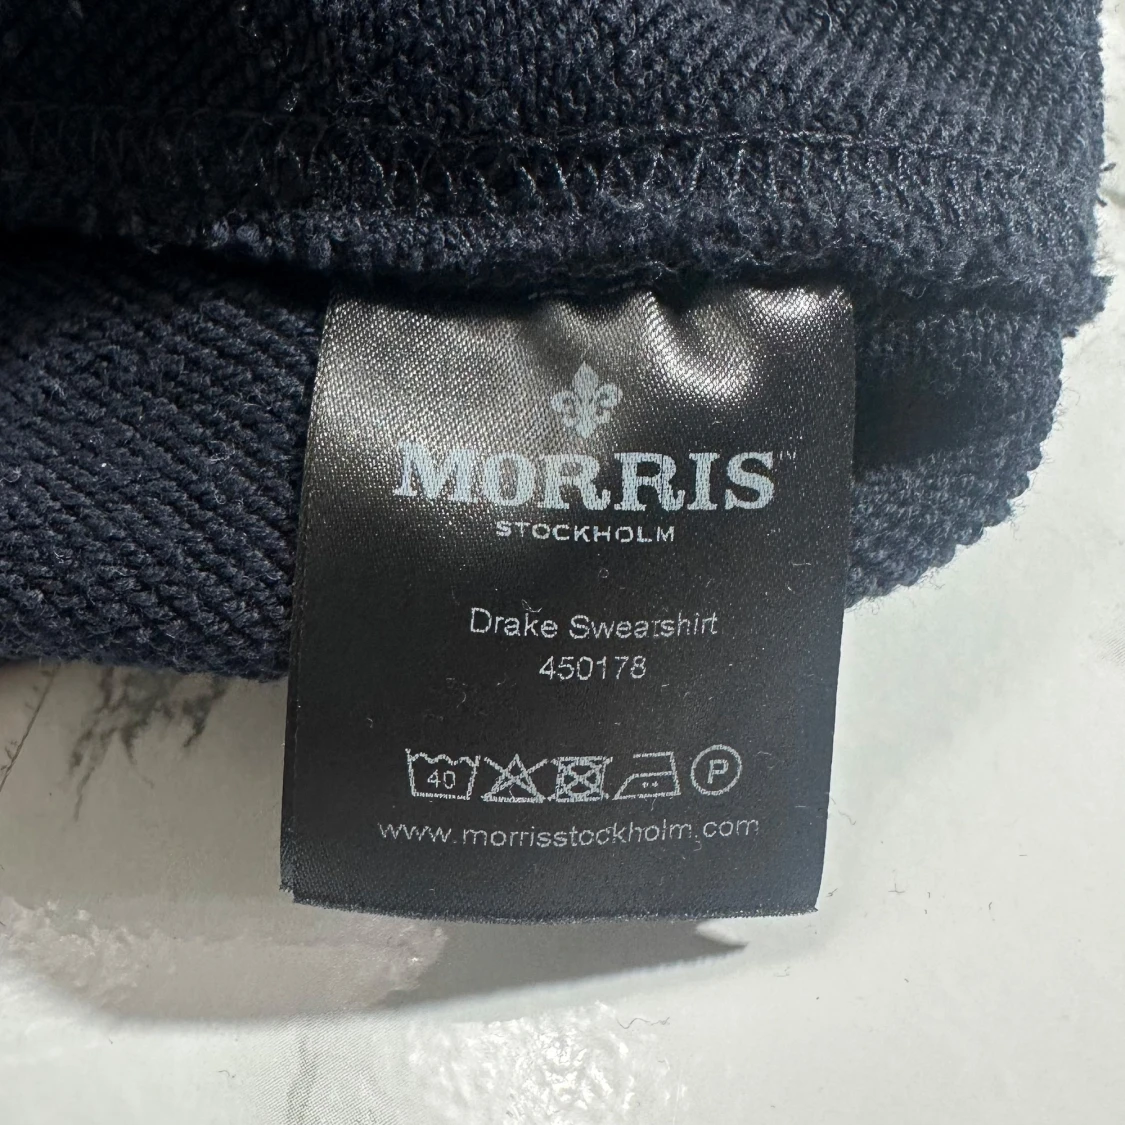 MORRIS™
STOCKHOLM
Drake Sweatshirt
450178
40 P
www.morrisstockholm.com